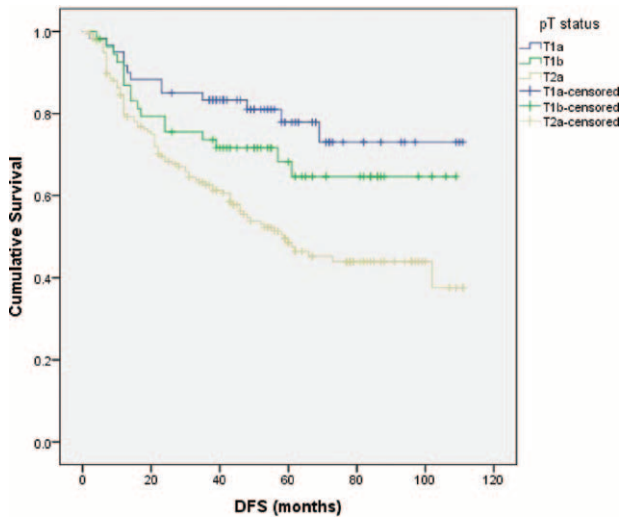 pT status
T1a
T1b
T2a
T1a-censored
T1b-censored
T2a-censored
Cumulative Survival
1.0
0.8
0.6
0.4
0.2
0.0
0 20 40 60 80 100 120
DFS (months)